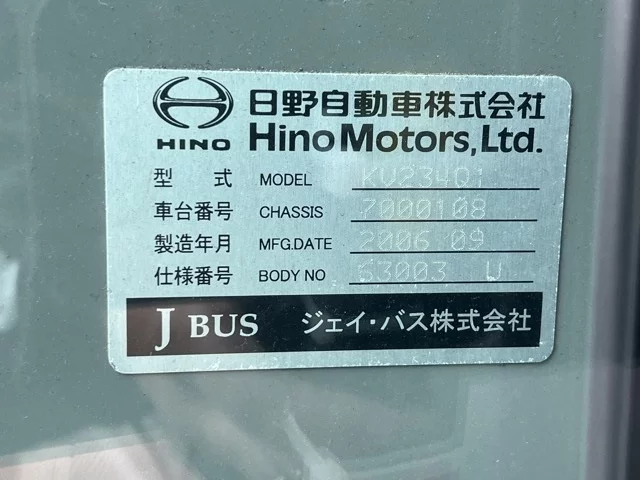 日野自動車株式会社
HINO Hino Motors, Ltd.
型式 MODEL KV234Q1
車台番号 CHASSIS 7000108
製造年月 MFG.DATE 2006 09
仕様番号 BODY NO 63003 U
J BUS ジェイ・バス株式会社